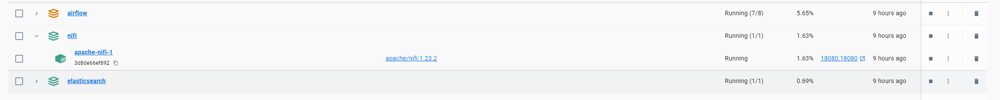 airflow Running (7/8) 5.65% 9 hours ago
nifi Running (1/1) 1.63% 9 hours ago
apache-nifi-1
3d8de66ef892
apache/nifi:1.23.2 Running 1.63% 18080:18080 9 hours ago
elasticsearch Running (1/1) 0.69% 9 hours ago